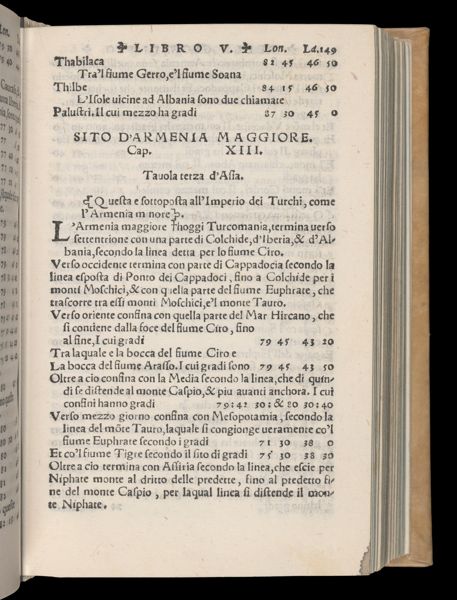 LIBRO V. Lon. La.149
Thabilaca 82 45 46 50
Tra'l fiume Gerro, e'l fiume Soana
Thilbe 84 15 46 50
L'Isole uicine ad Albania sono due chiamate
Palustri, il cui mezzo ha gradi 87 30 45 0
SITO D'ARMENIA MAGGIORE.
Cap. XIII.
Tauola terza d'Asia.
Questa e sottoposta all'Imperio dei Turchi, come
l'Armenia minore.
L'Armenia maggiore hoggi Turcomania, termina uerso
settentrione con una parte di Colchide, d'Iberia, & d'Al-
bania, secondo la linea detta per lo fiume Ciro.
Verso occidente termina con parte di Cappadocia secondo la
linea esposta di Ponto dei Cappadoci, fino a Colchide per i
monti Moschici, & con quella parte del fiume Euphrate, che
trascorre tra essi monti Moschici, e'l monte Tauro.
Verso oriente confina con quella parte del Mar Hircano, che
si contiene dalla foce del fiume Ciro, fino
al fine, I cui gradi 79 45 43 20
Tra laquale e la bocca del fiume Ciro e
La bocca del fiume Arasso. I cui gradi sono 79 45 43 50
Oltre a cio confina con la Media secondo la linea, che di quin
di se distende al monte Caspio, & piu auanti anchora. I cui
confini hanno gradi 79: 42: 30: & 80 30: 40
Verso mezzo giorno confina con Mesopotamia, secondo la
linea del mõte Tauro, laquale si congionge ueramente co'l
fiume Euphrate secondo i gradi 71 30 38 0
Et co'l fiume Tigre secondo il sito di gradi 75 30 38 30
Oltre a cio termina con Assiria secondo la linea, che escie per
Niphate monte al dritto delle predette, fino al predetto fi-
ne del monte Caspio, per laqual linea si distende il mon-
te Niphate.